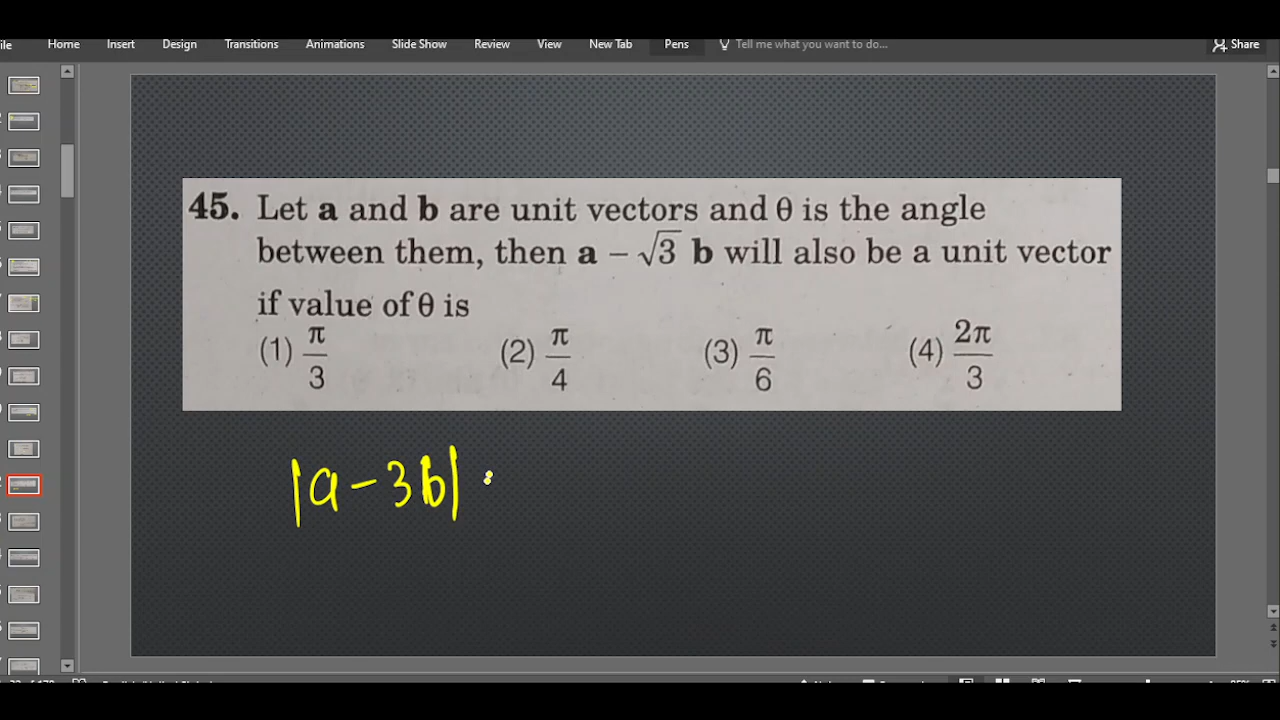 Home Insert Design Transitions Animations Slide Show Review View New Tab Pens Tell me what you want to do... Share
45. Let a and b are unit vectors and θ is the angle
between them, then a − √3 b will also be a unit vector
if value of θ is
(1) π/3 (2) π/4 (3) π/6 (4) 2π/3
|a − 3b|